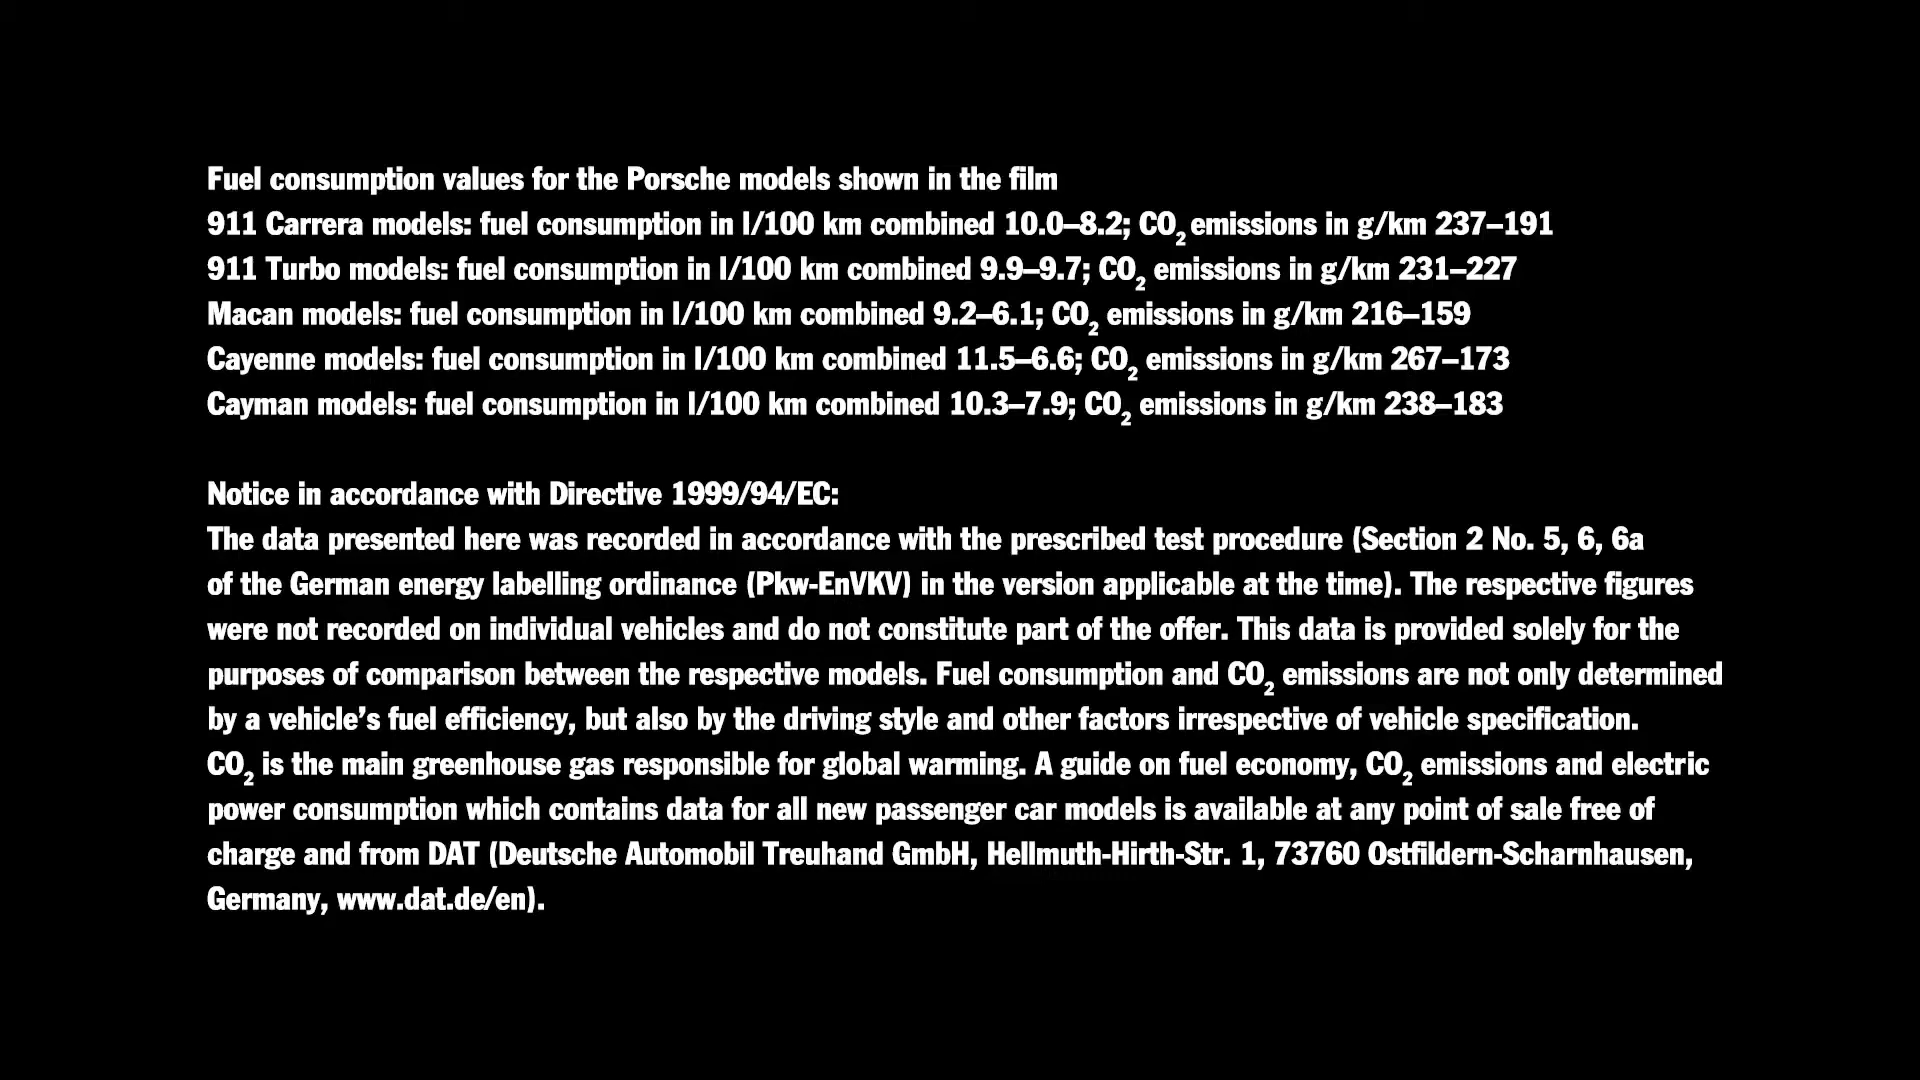 Fuel consumption values for the Porsche models shown in the film
911 Carrera models: fuel consumption in l/100 km combined 10.0–8.2; CO₂ emissions in g/km 237–191
911 Turbo models: fuel consumption in l/100 km combined 9.9–9.7; CO₂ emissions in g/km 231–227
Macan models: fuel consumption in l/100 km combined 9.2–6.1; CO₂ emissions in g/km 216–159
Cayenne models: fuel consumption in l/100 km combined 11.5–6.6; CO₂ emissions in g/km 267–173
Cayman models: fuel consumption in l/100 km combined 10.3–7.9; CO₂ emissions in g/km 238–183
Notice in accordance with Directive 1999/94/EC:
The data presented here was recorded in accordance with the prescribed test procedure (Section 2 No. 5, 6, 6a
of the German energy labelling ordinance (Pkw-EnVKV) in the version applicable at the time). The respective figures
were not recorded on individual vehicles and do not constitute part of the offer. This data is provided solely for the
purposes of comparison between the respective models. Fuel consumption and CO₂ emissions are not only determined
by a vehicle’s fuel efficiency, but also by the driving style and other factors irrespective of vehicle specification.
CO₂ is the main greenhouse gas responsible for global warming. A guide on fuel economy, CO₂ emissions and electric
power consumption which contains data for all new passenger car models is available at any point of sale free of
charge and from DAT (Deutsche Automobil Treuhand GmbH, Hellmuth-Hirth-Str. 1, 73760 Ostfildern-Scharnhausen,
Germany, www.dat.de/en).